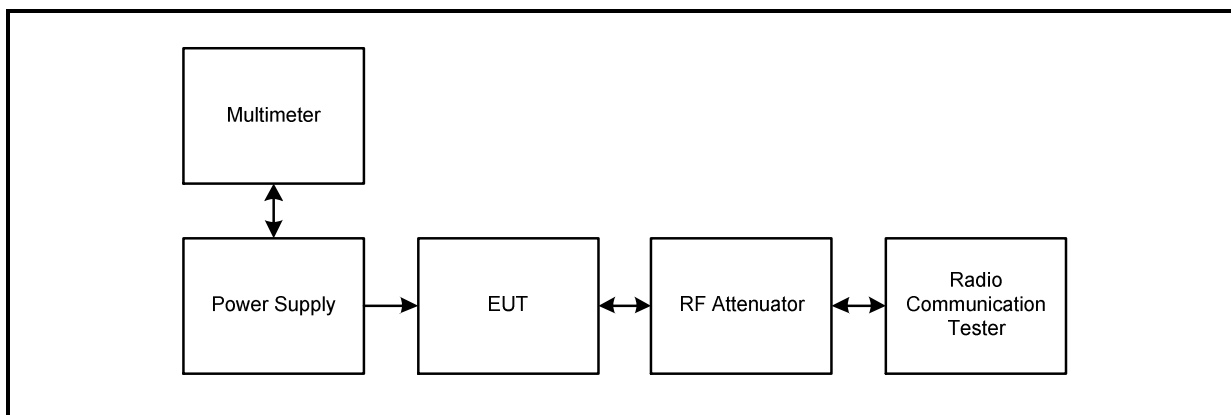 Multimeter
Power Supply
EUT
RF Attenuator
Radio
Communication
Tester